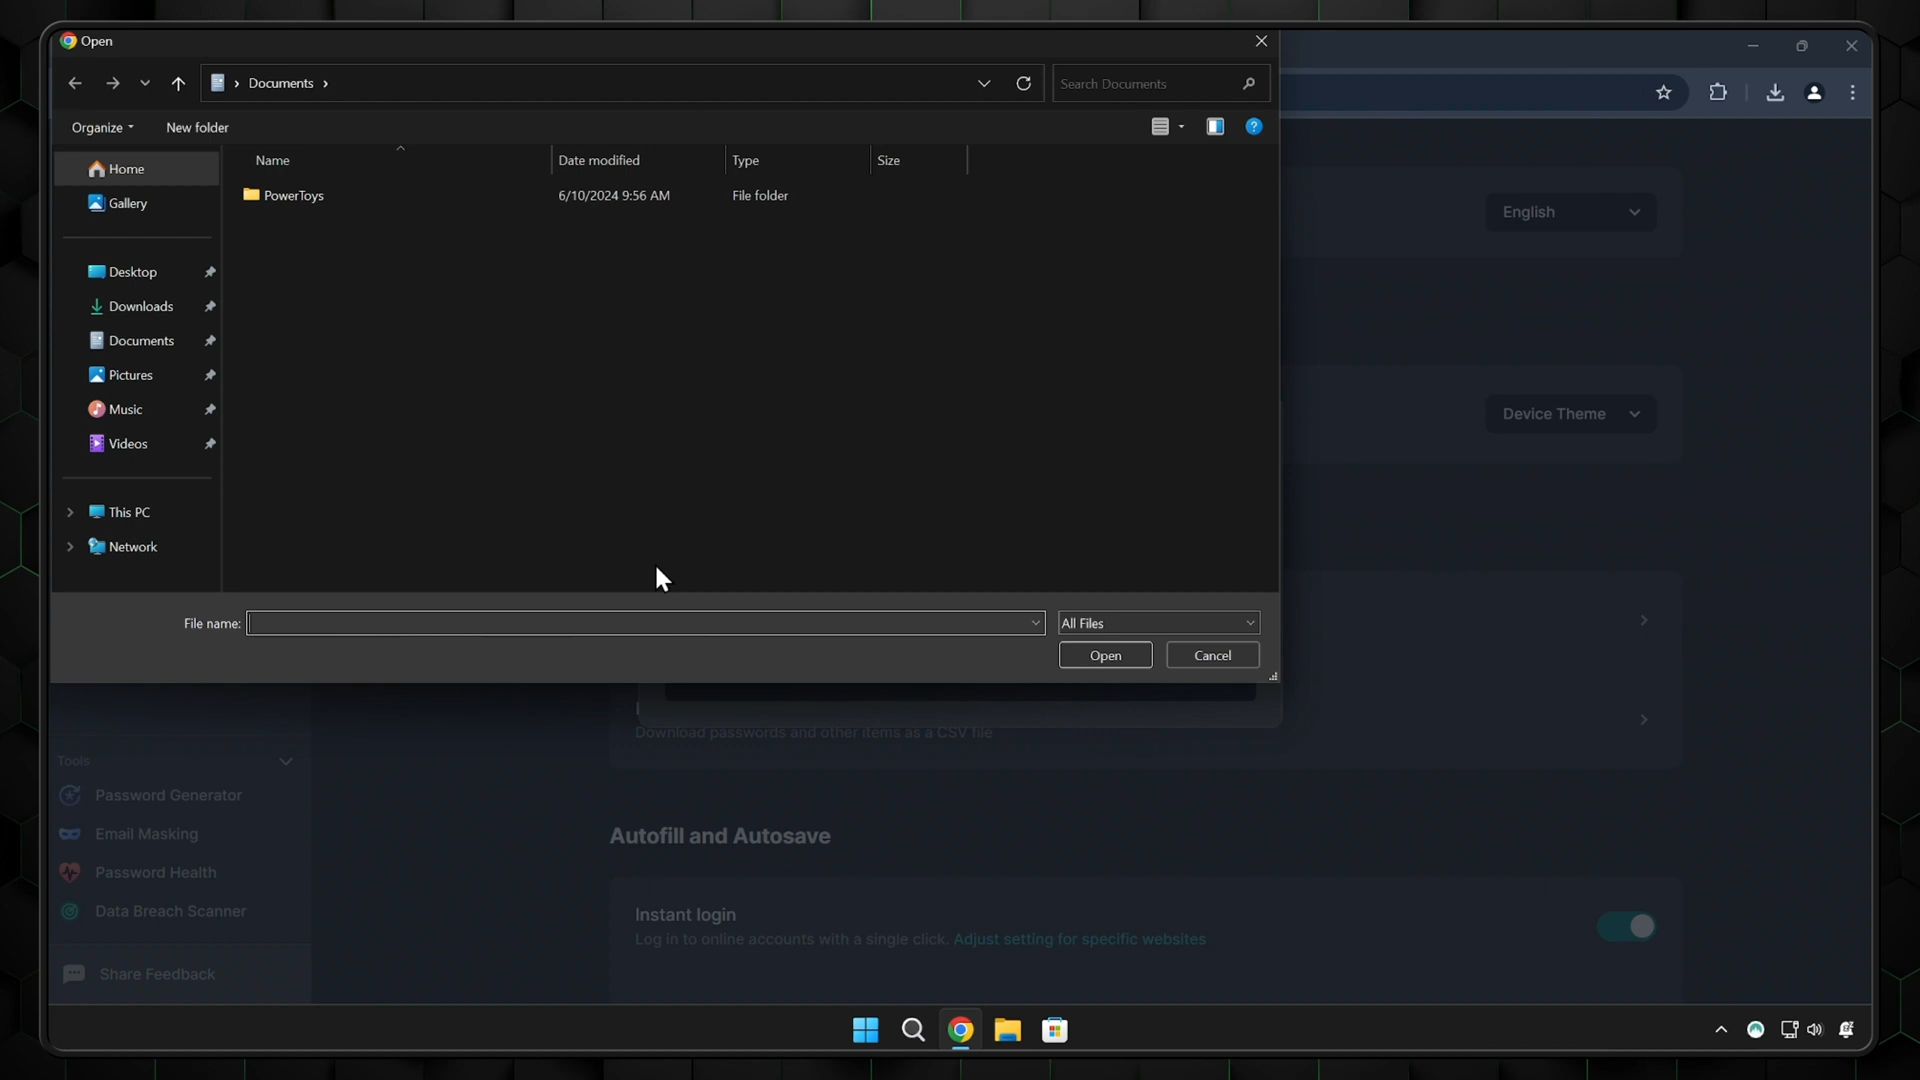 Open
Documents
Search Documents
Organize
New folder
Name
Date modified
Type
Size
Home
PowerToys
6/10/2024 9:56 AM
File folder
Gallery
Desktop
Downloads
Documents
Pictures
Music
Videos
This PC
Network
File name:
All Files
Open
Cancel
English
Device Theme
Download passwords and other items as a CSV file
Tools
Password Generator
Email Masking
Password Health
Data Breach Scanner
Share Feedback
Autofill and Autosave
Instant login
Log in to online accounts with a single click. Adjust setting for specific websites